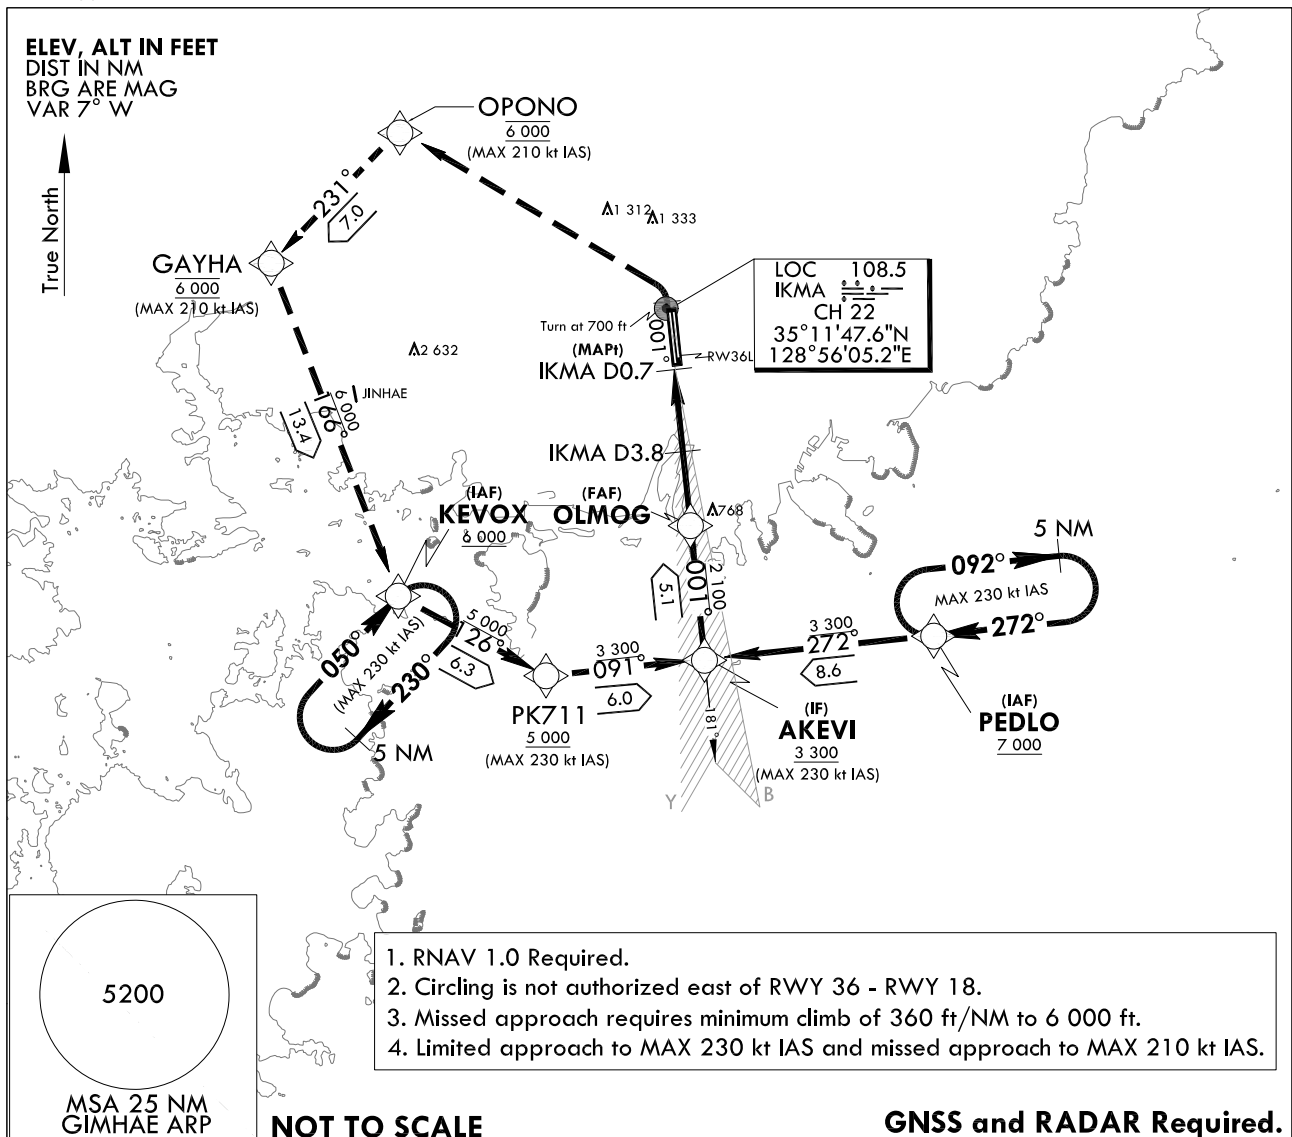 ELEV, ALT IN FEET
DIST IN NM
BRG ARE MAG
VAR 7° W
True North
OPONO
6 000
(MAX 210 kt IAS)
231°
7.0
1 312
1 333
GAYHA
6 000
(MAX 210 kt IAS)
LOC 108.5
IKMA
CH 22
35°11'47.6"N
128°56'05.2"E
Turn at 700 ft
001°
(MAPt)
IKMA D0.7
RW36L
2 632
JINHAE
6 000
166°
13.4
IKMA D3.8
(IAF)
KEVOX
6 000
(FAF)
OLMOG
768
5 NM
092°
MAX 230 kt IAS
272°
2 100
001°
5.1
050°
(MAX 230 kt IAS)
230°
5 NM
5 000
126°
6.3
3 300
091°
6.0
3 300
272°
8.6
PK711
5 000
(MAX 230 kt IAS)
(IF)
AKEVI
3 300
(MAX 230 kt IAS)
(IAF)
PEDLO
7 000
181°
Y
B
5200
MSA 25 NM
GIMHAE ARP
1. RNAV 1.0 Required.
2. Circling is not authorized east of RWY 36 - RWY 18.
3. Missed approach requires minimum climb of 360 ft/NM to 6 000 ft.
4. Limited approach to MAX 230 kt IAS and missed approach to MAX 210 kt IAS.
NOT TO SCALE
GNSS and RADAR Required.